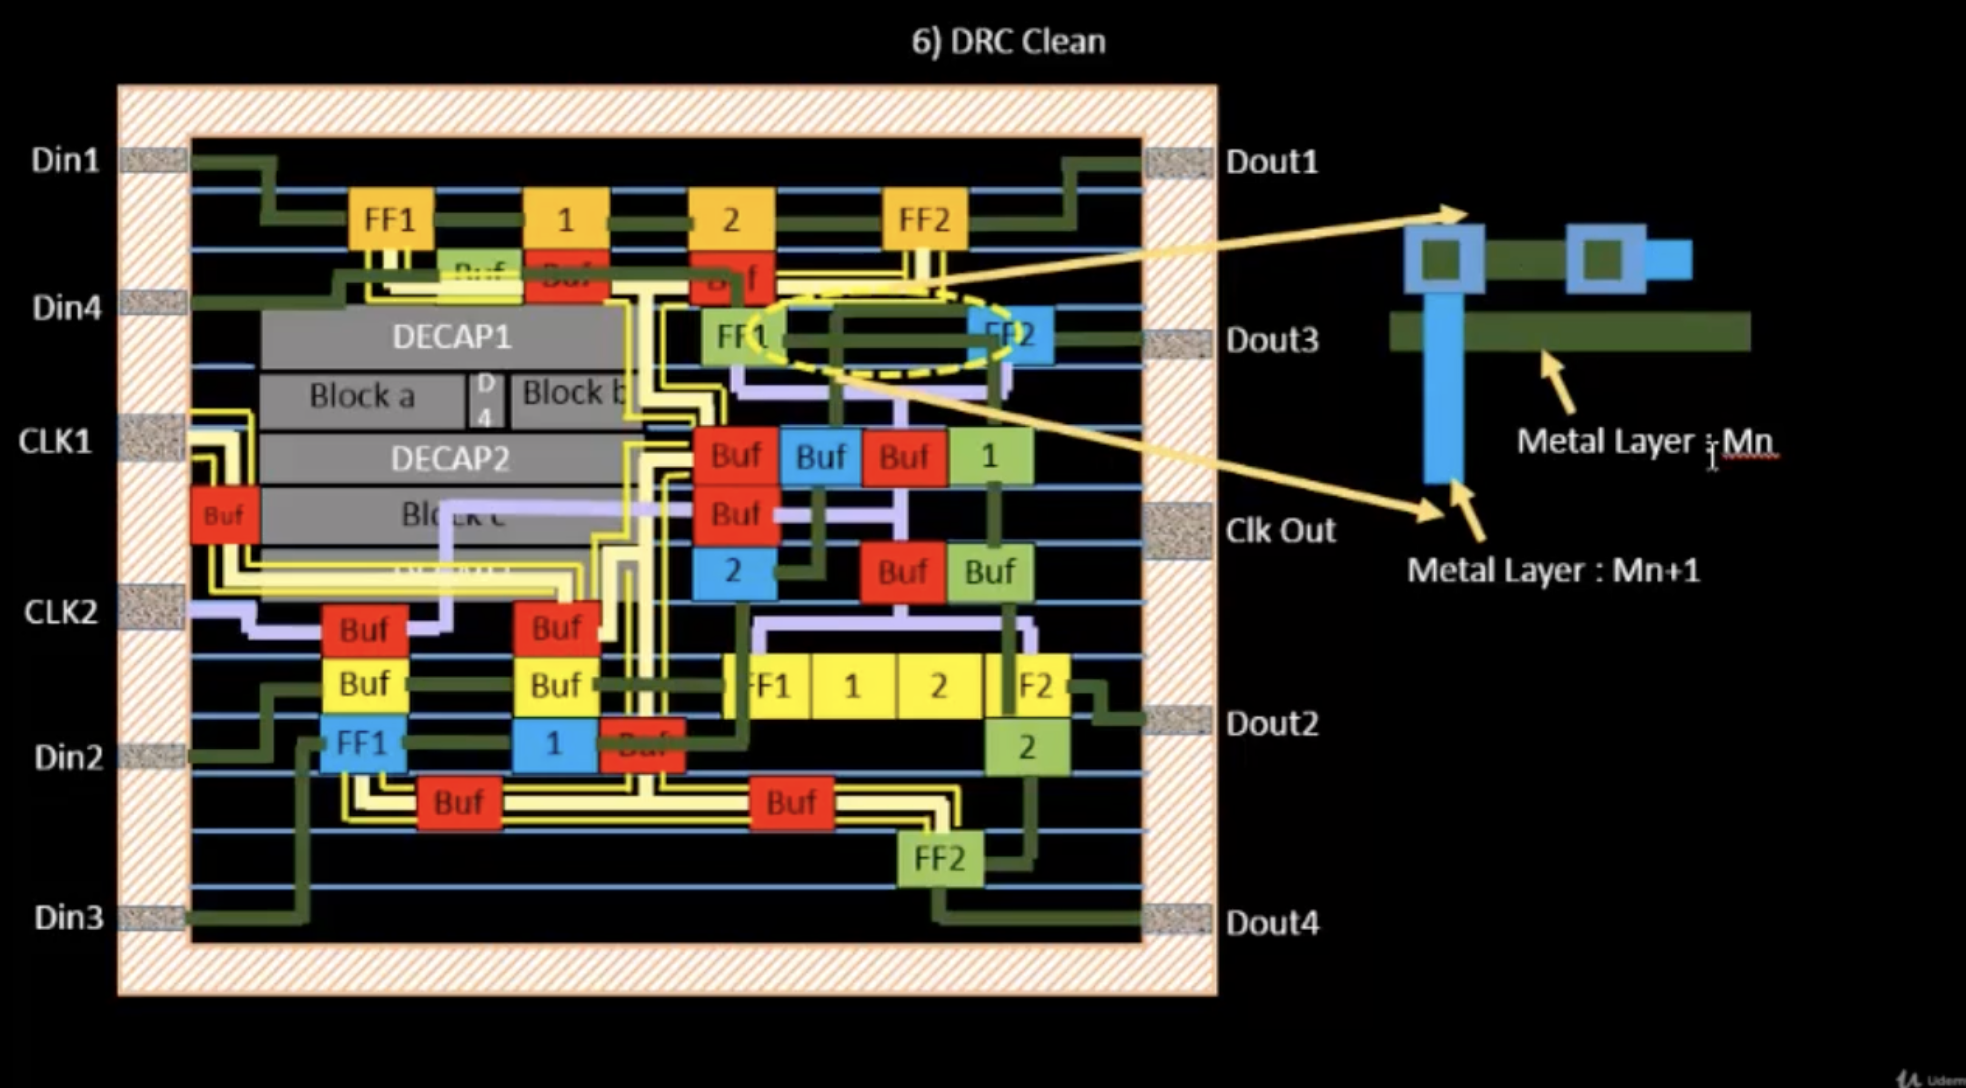 6) DRC Clean
Din1
Dout1
FF1
1
2
FF2
Buf
Buf
Din4
DECAP1
FF1
FF2
Dout3
Block a
D
4
Block b
CLK1
DECAP2
Buf
Buf
Buf
1
Metal Layer : Mn
Buf
Block c
Buf
Clk Out
2
Buf
Buf
Metal Layer : Mn+1
CLK2
Buf
Buf
Buf
Buf
FF1
1
2
F2
Dout2
Din2
FF1
1
Buf
2
Buf
Buf
FF2
Din3
Dout4